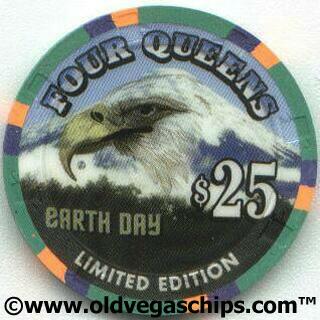 FOUR QUEENS
$25
EARTH DAY
LIMITED EDITION
©www.oldvegaschips.com™